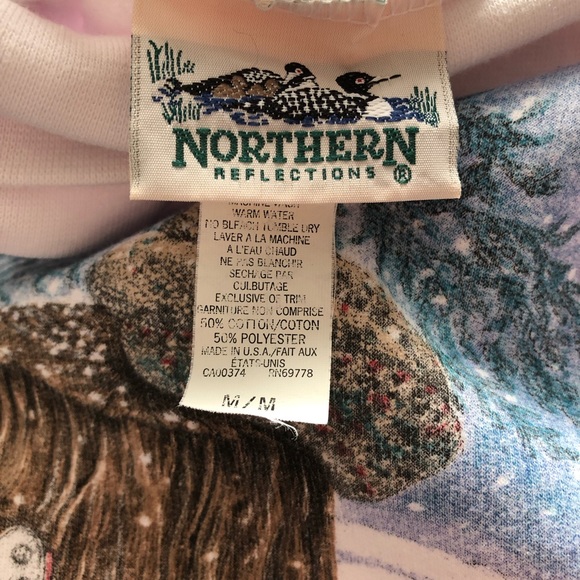 NORTHERN
REFLECTIONS ®
MACHINE WASH
WARM WATER
NO BLEACH TUMBLE DRY
LAVER A LA MACHINE
A L'EAU CHAUD
NE PAS BLANCHIR
SECHAGE PAR
CULBUTAGE
EXCLUSIVE OF TRIM
GARNITURE NON COMPRISE
50% COTTON/COTON
50% POLYESTER
MADE IN U.S.A./FAIT AUX
ÉTATS-UNIS
CA00374 RN69778
M/M